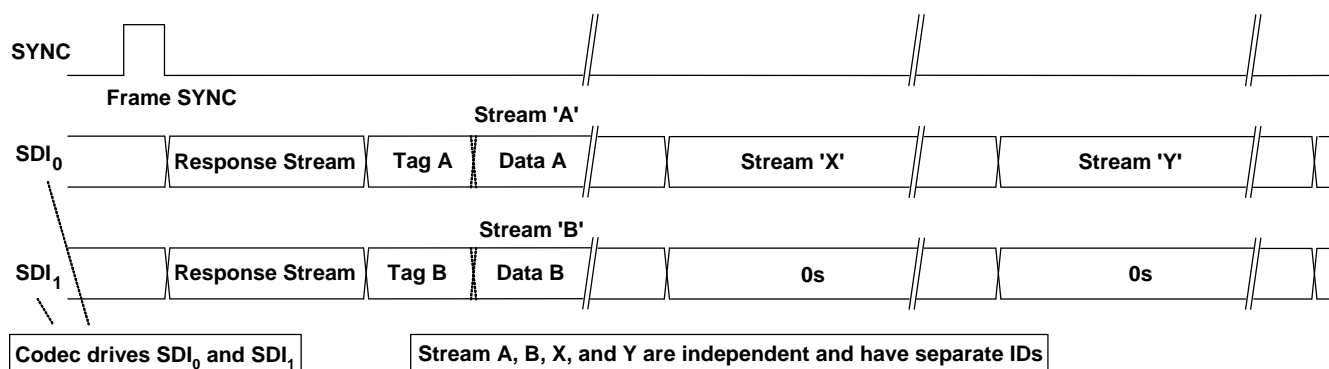 SYNC
Frame SYNC
Stream 'A'
SDI0 Response Stream Tag A Data A Stream 'X' Stream 'Y'
Stream 'B'
SDI1 Response Stream Tag B Data B 0s 0s
Codec drives SDI0 and SDI1 Stream A, B, X, and Y are independent and have separate IDs